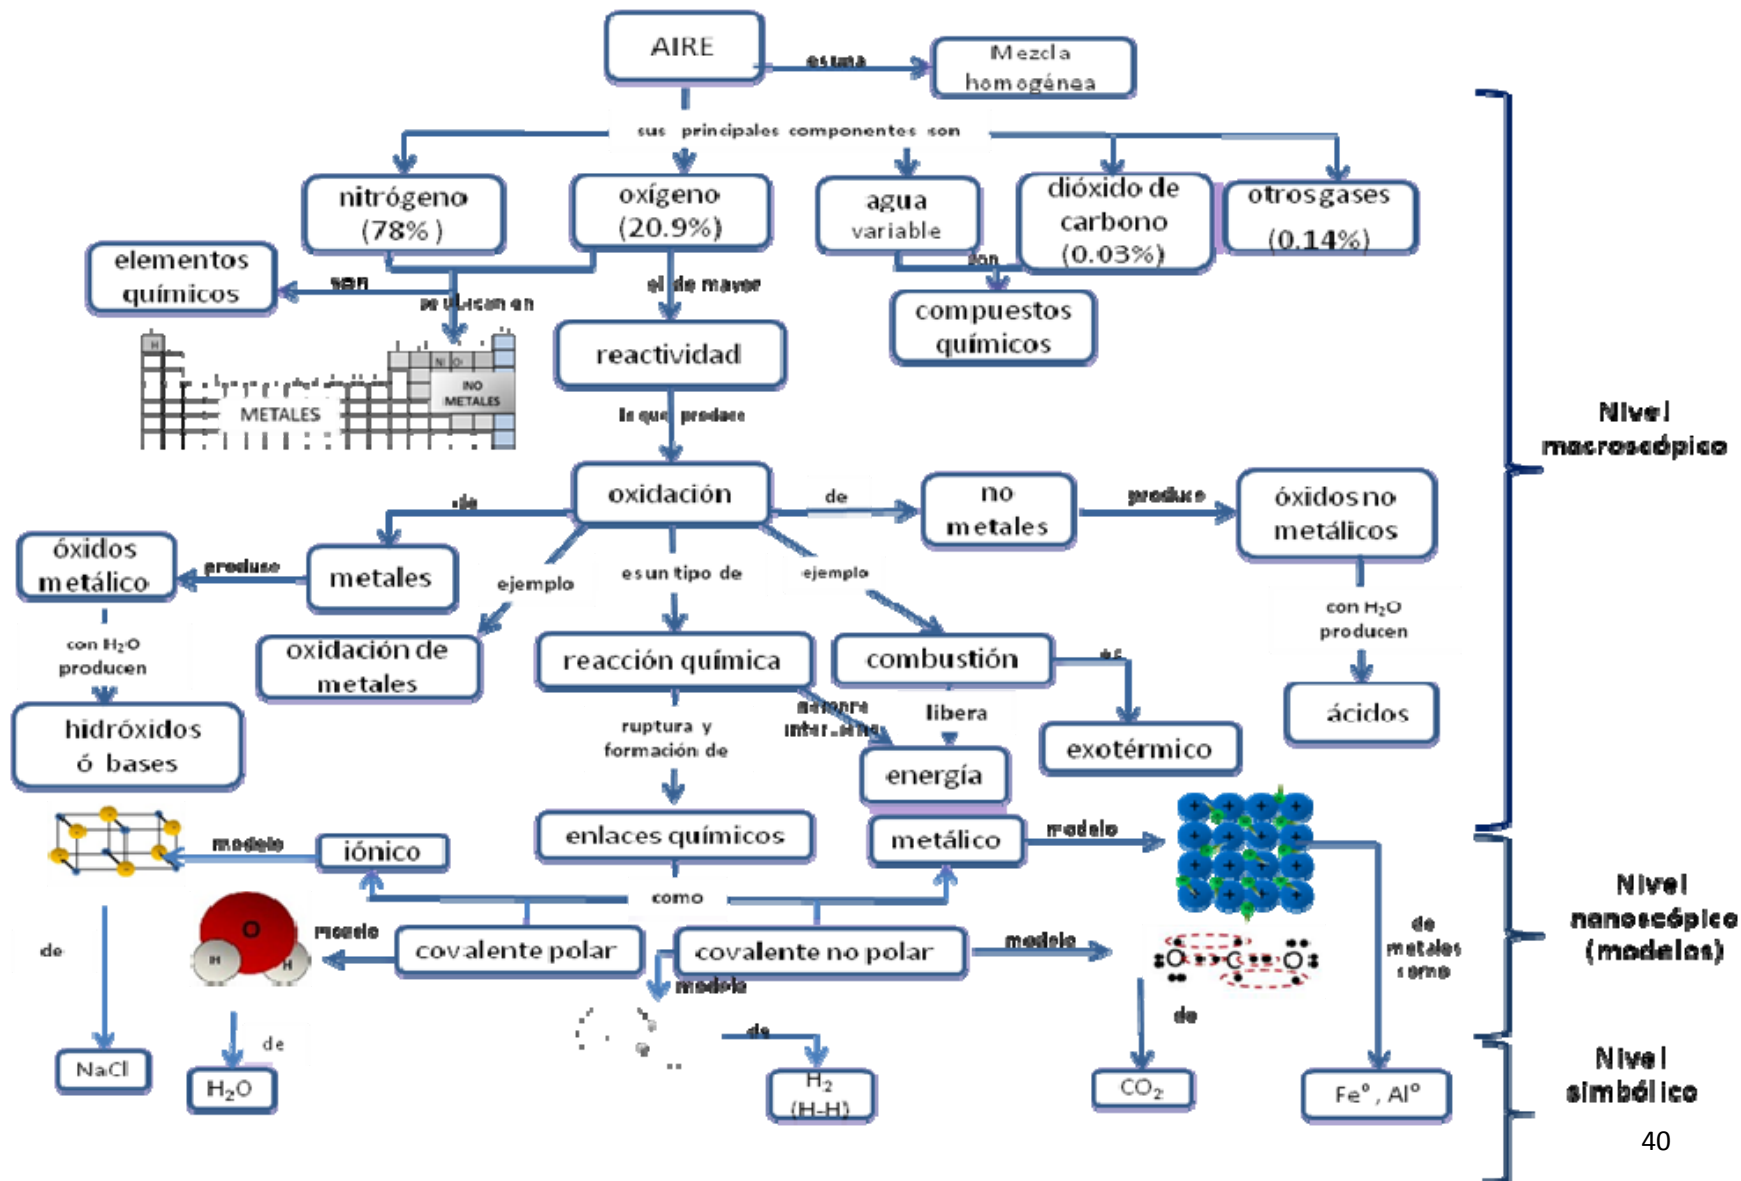 AIRE
es una
Mezcla
homogénea
sus principales componentes son
nitrógeno
(78%)
oxígeno
(20.9%)
agua
variable
dióxido de
carbono
(0.03%)
otros gases
(0.14%)
elementos
químicos
son
se ubican en
el de mayor
son
compuestos
químicos
H
N O
METALES
NO
METALES
reactividad
lo que produce
Nivel
macroscópico
oxidación
de
de
no
metales
produce
óxidos no
metálicos
óxidos
metálico
produce
metales
ejemplo
es un tipo de
ejemplo
con H₂O
producen
con H₂O
producen
oxidación de
metales
reacción química
combustión
es
hidróxidos
ó bases
ruptura y
formación de
libera
ácidos
exotérmico
energía
enlaces químicos
metálico
modelo
iónico
modelo
como
Nivel
nanoscópico
(modelos)
O
H
H
modelo
covalente polar
covalente no polar
modelo
modelo
de
de
metales
como
O C O
de
de
de
de
NaCl
H₂O
H₂
(H-H)
CO₂
Fe°, Al°
Nivel
simbólico
40